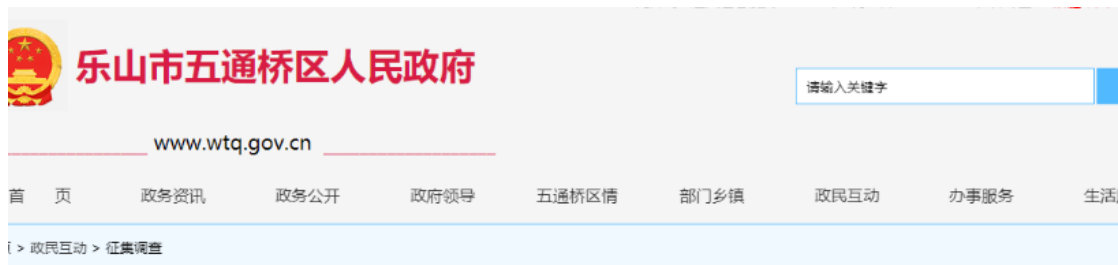 乐山市五通桥区人民政府
请输入关键字
www.wtq.gov.cn
首 页 政务资讯 政务公开 政府领导 五通桥区情 部门乡镇 政民互动 办事服务 生活
> 政民互动 > 征集调查